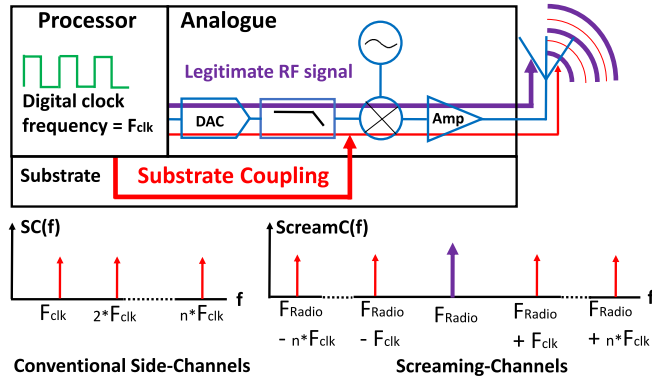 Processor
Analogue
Legitimate RF signal
Digital clock
frequency = Fclk
DAC
Amp
Substrate
Substrate Coupling
SC(f)
Fclk
2*Fclk
n*Fclk
f
Conventional Side-Channels
ScreamC(f)
FRadio
- n*Fclk
FRadio
- Fclk
FRadio
FRadio
+ Fclk
FRadio
+ n*Fclk
f
Screaming-Channels